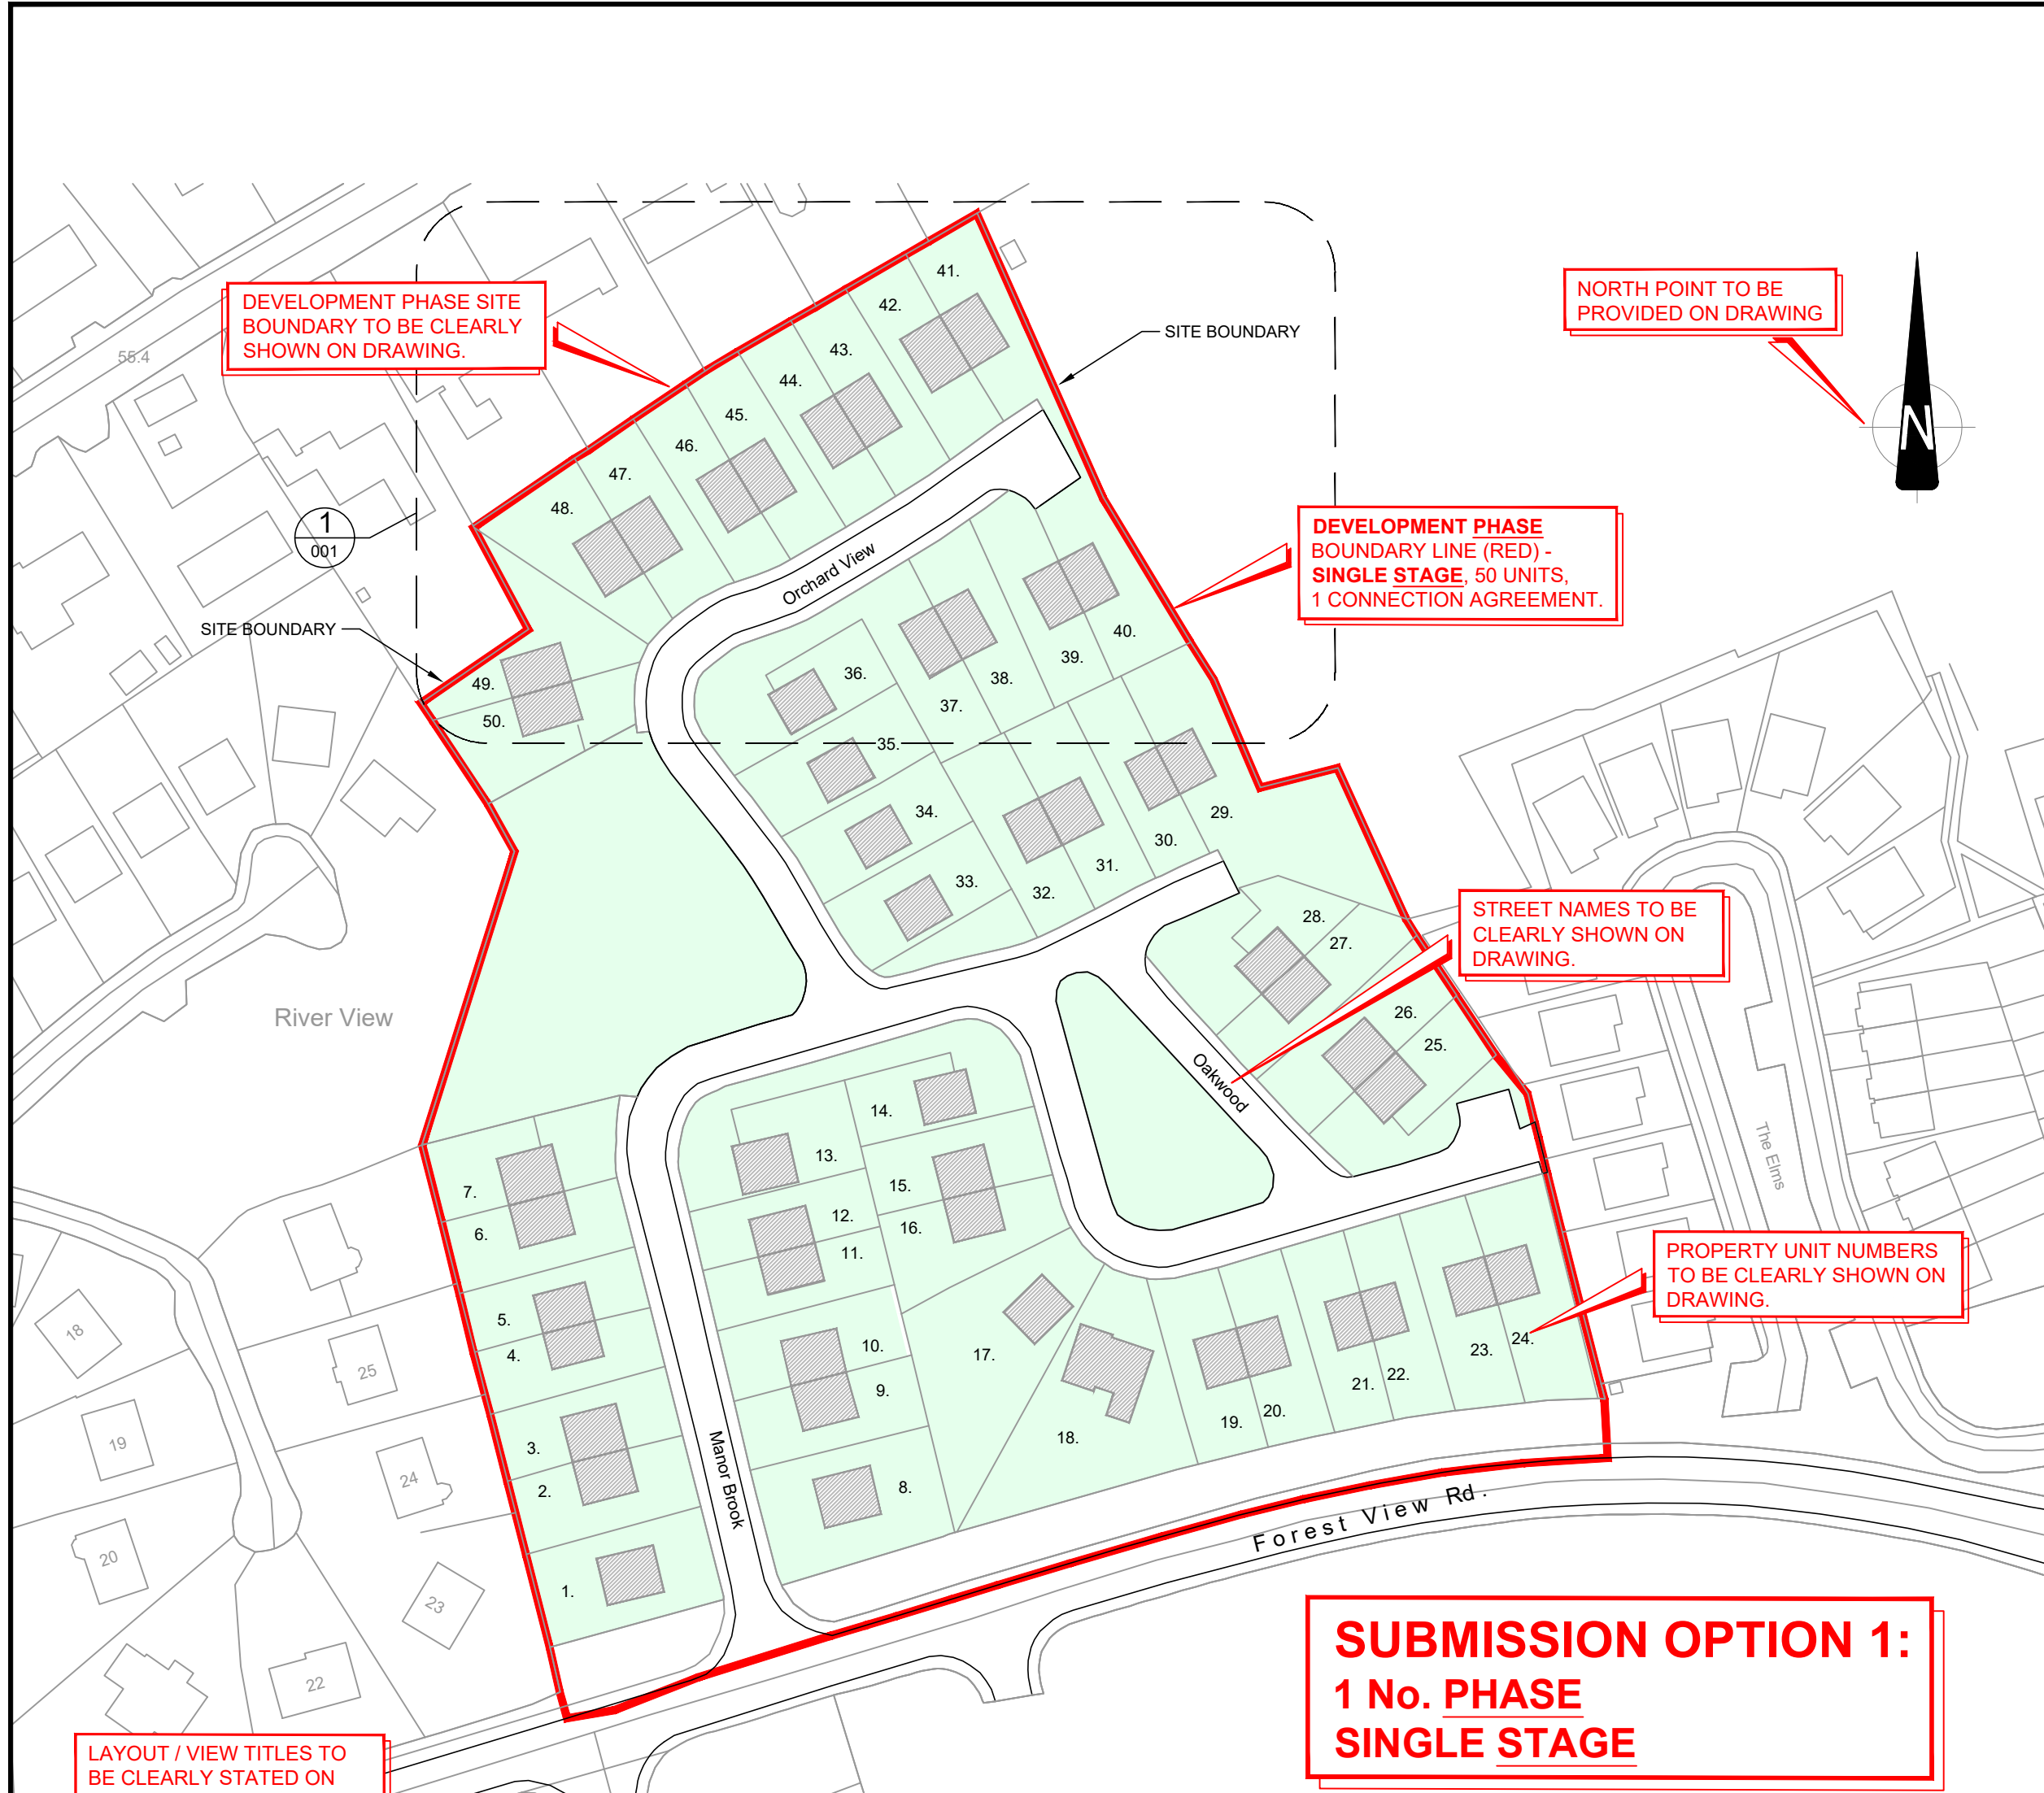 41.
42.
DEVELOPMENT PHASE SITE
BOUNDARY TO BE CLEARLY
SHOWN ON DRAWING.
NORTH POINT TO BE
PROVIDED ON DRAWING
SITE BOUNDARY
43.
55.4
44.
45.
N
46.
47.
48.
1
001
DEVELOPMENT PHASE
BOUNDARY LINE (RED) -
SINGLE STAGE, 50 UNITS,
1 CONNECTION AGREEMENT.
Orchard View
SITE BOUNDARY
40.
39.
36.
38.
49.
37.
50.
35.
34.
29.
30.
31.
33.
32.
STREET NAMES TO BE
CLEARLY SHOWN ON
DRAWING.
28.
27.
River View
26.
25.
Oakwood
14.
13.
The Elms
15.
7.
12.
16.
6.
11.
PROPERTY UNIT NUMBERS
TO BE CLEARLY SHOWN ON
DRAWING.
5.
4.
10.
17.
24.
23.
18
25
9.
22.
21.
20.
19.
18.
19
3.
24
2.
8.
Manor Brook
Forest View Rd.
20
1.
23
22
SUBMISSION OPTION 1:
1 No. PHASE
SINGLE STAGE
LAYOUT / VIEW TITLES TO
BE CLEARLY STATED ON